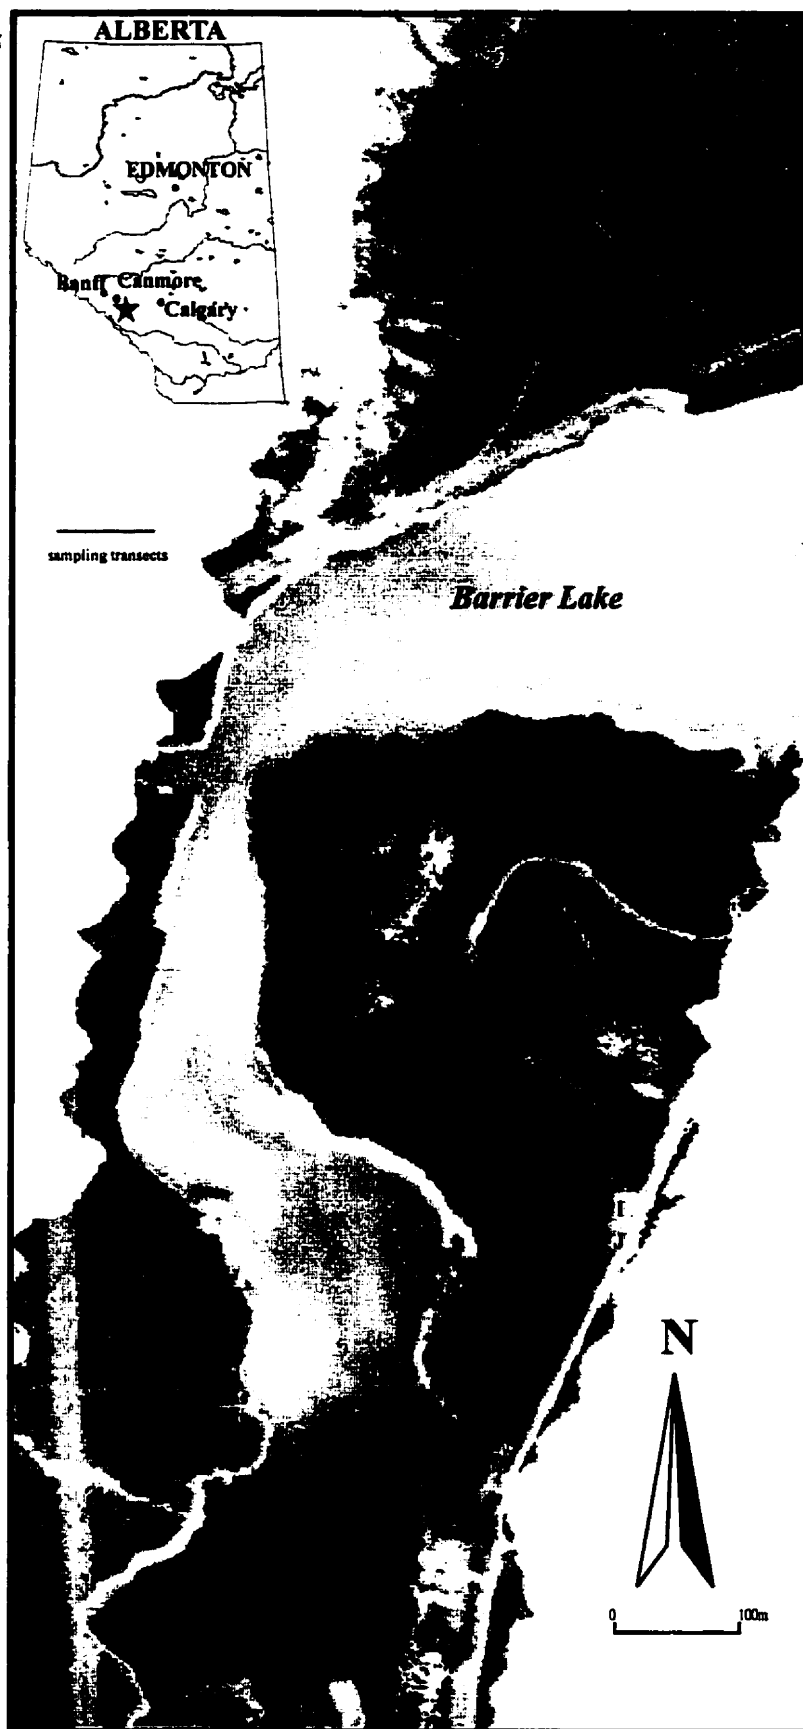 ALBERTA
EDMONTON
Banff Canmore
Calgary
sampling transects
Barrier Lake
N
0 100m